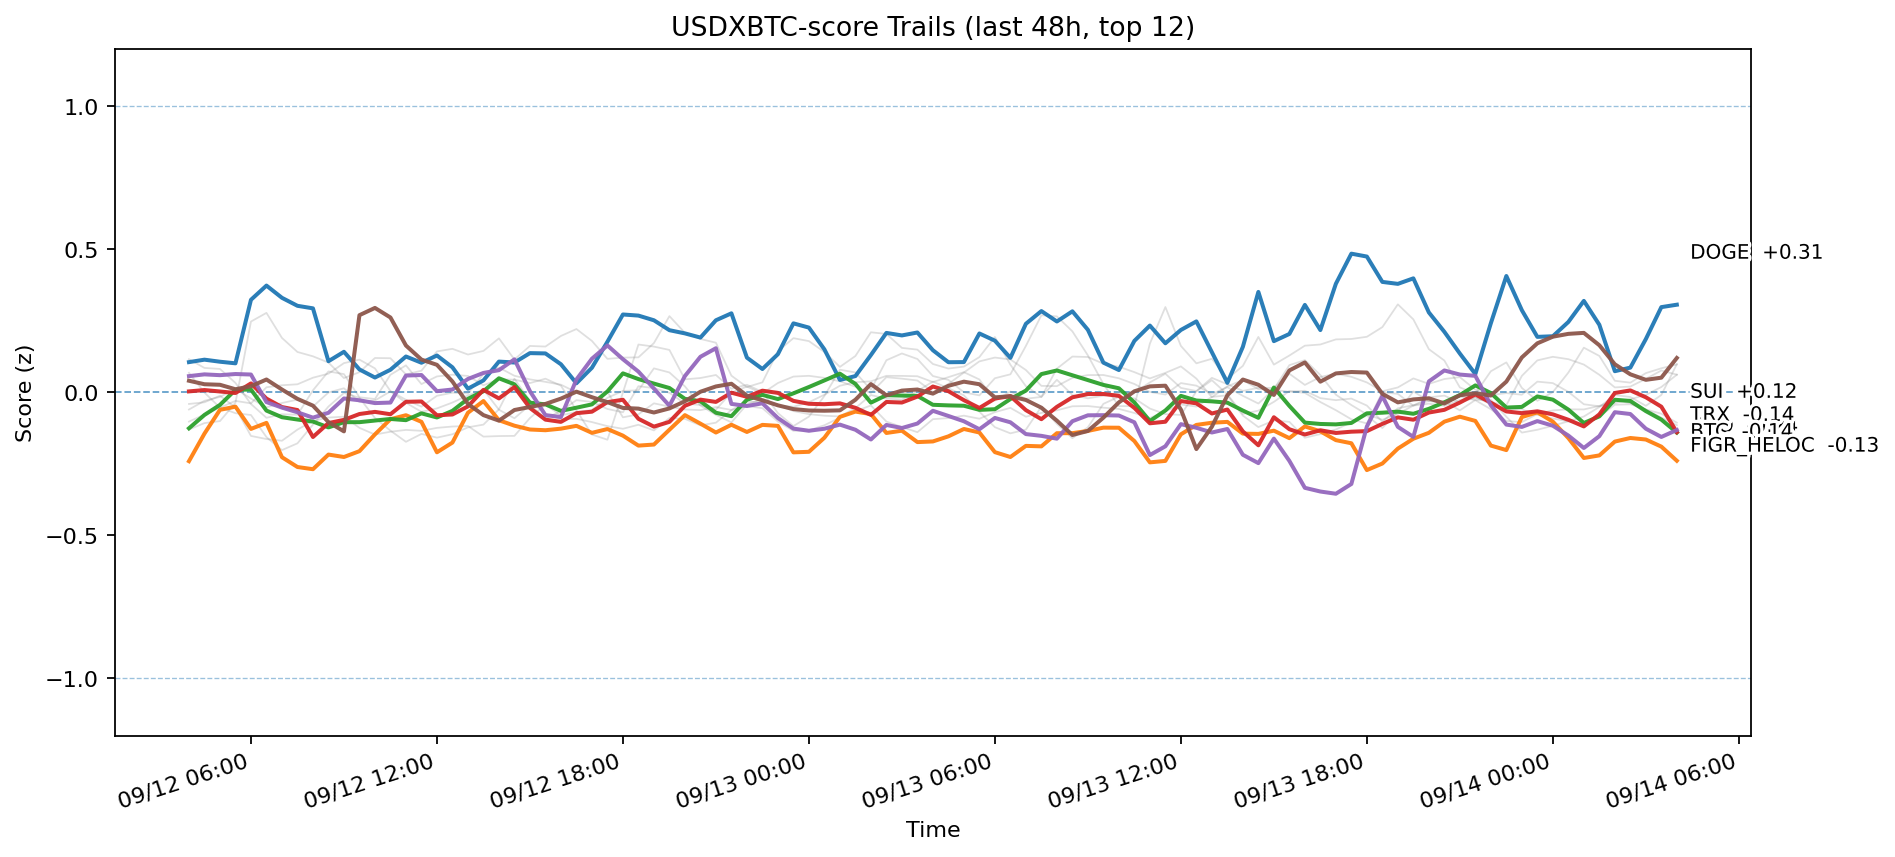 USDXBTC-score Trails (last 48h, top 12)
Score (z)
1.0
0.5
0.0
−0.5
−1.0
DOGE +0.31
SUI +0.12
TRX -0.14
BTC -0.14
FIGR_HELOC -0.13
09/12 06:00
09/12 12:00
09/12 18:00
09/13 00:00
09/13 06:00
09/13 12:00
09/13 18:00
09/14 00:00
09/14 06:00
Time